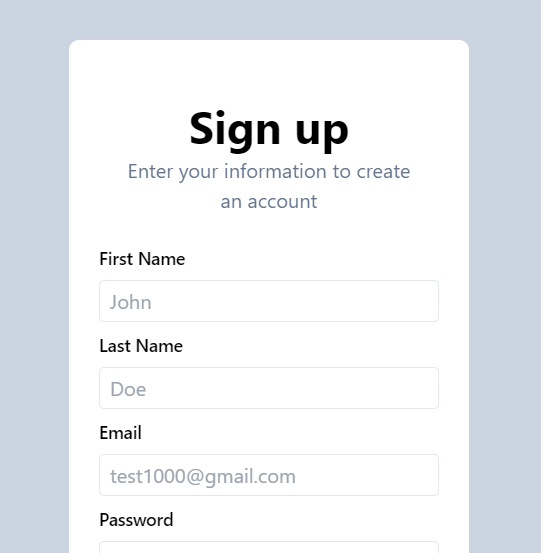 Sign up
Enter your information to create
an account
First Name
John
Last Name
Doe
Email
test1000@gmail.com
Password